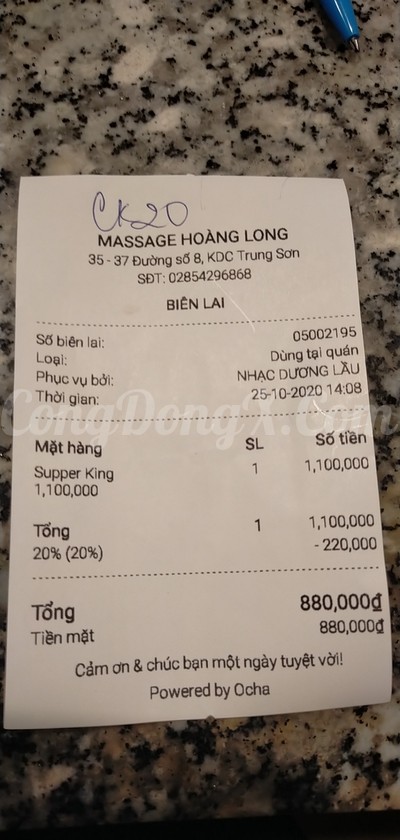 CK20
MASSAGE HOÀNG LONG
35 - 37 Đường số 8, KDC Trung Sơn
SĐT: 02854296868
BIÊN LAI
Số biên lai: 05002195
Loại: Dùng tại quán
Phục vụ bởi: NHẠC DƯƠNG LẦU
Thời gian: 25-10-2020 14:08
CongDongX.Com
Mặt hàng SL Số tiền
Supper King 1 1,100,000
1,100,000
Tổng 1 1,100,000
20% (20%) - 220,000
Tổng 880,000₫
Tiền mặt 880,000₫
Cảm ơn & chúc bạn một ngày tuyệt vời!
Powered by Ocha